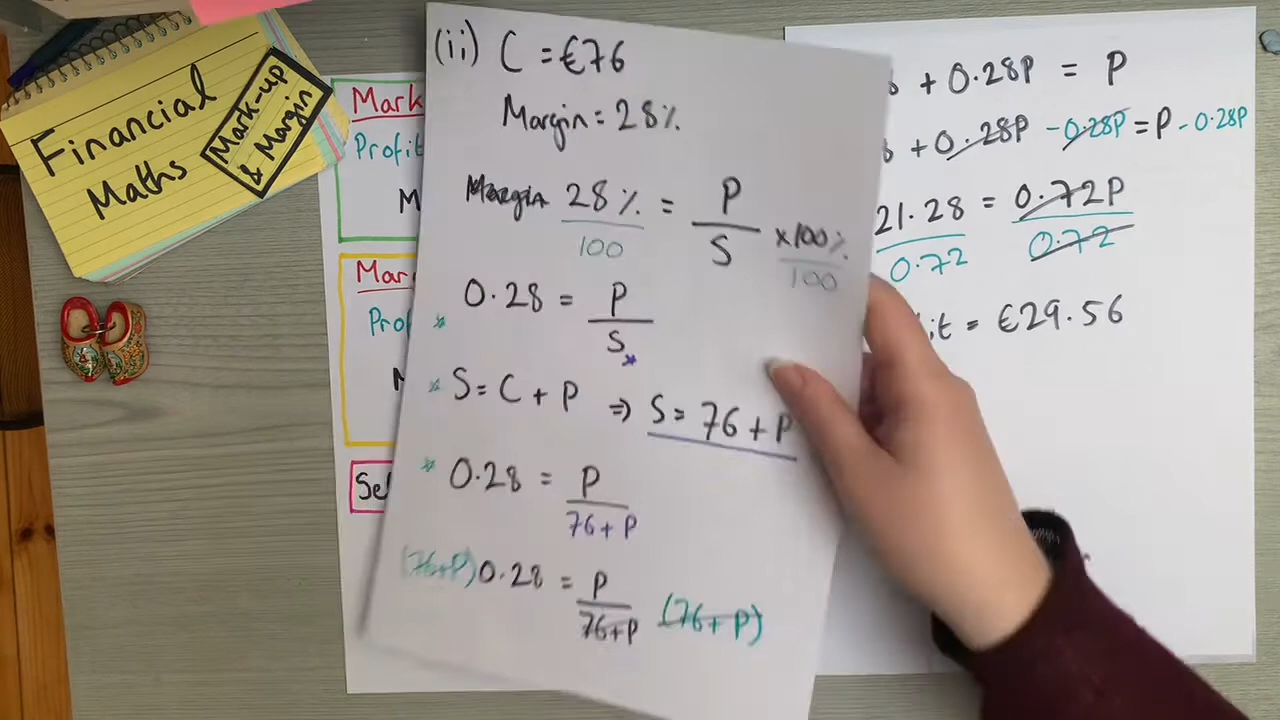 Financial
Maths
Mark-up
& Margin
Mark
Profit
M
Mar
Prof
Sel
(ii) C = €76
Margin = 28%
Margin 28% = P
100 S ×100%
100
0.28 = P
S
* S = C + P ⇒ S = 76 + P
* 0.28 = P
76 + P
(76+P) 0.28 = P
76+P (76+P)
+ 0.28P = P
+ 0.28P - 0.28P = P - 0.28P
21.28 = 0.72P
0.72 0.72
it = €29.56